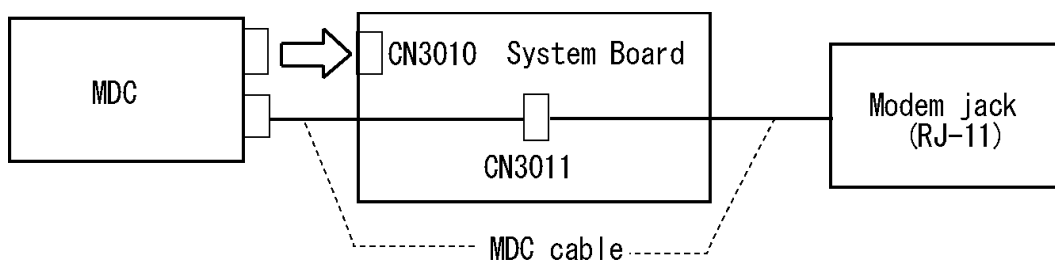 MDC
CN3010
System Board
CN3011
Modem jack
(RJ-11)
MDC cable